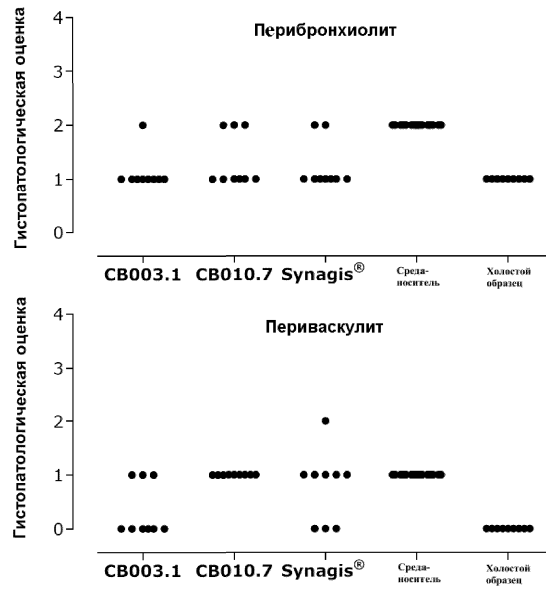 Перибронхиолит
Гистопатологическая оценка
4
3
2
1
0
CB003.1 CB010.7 Synagis® Среда-носитель Холостой образец
Периваскулит
Гистопатологическая оценка
4
3
2
1
0
CB003.1 CB010.7 Synagis® Среда-носитель Холостой образец